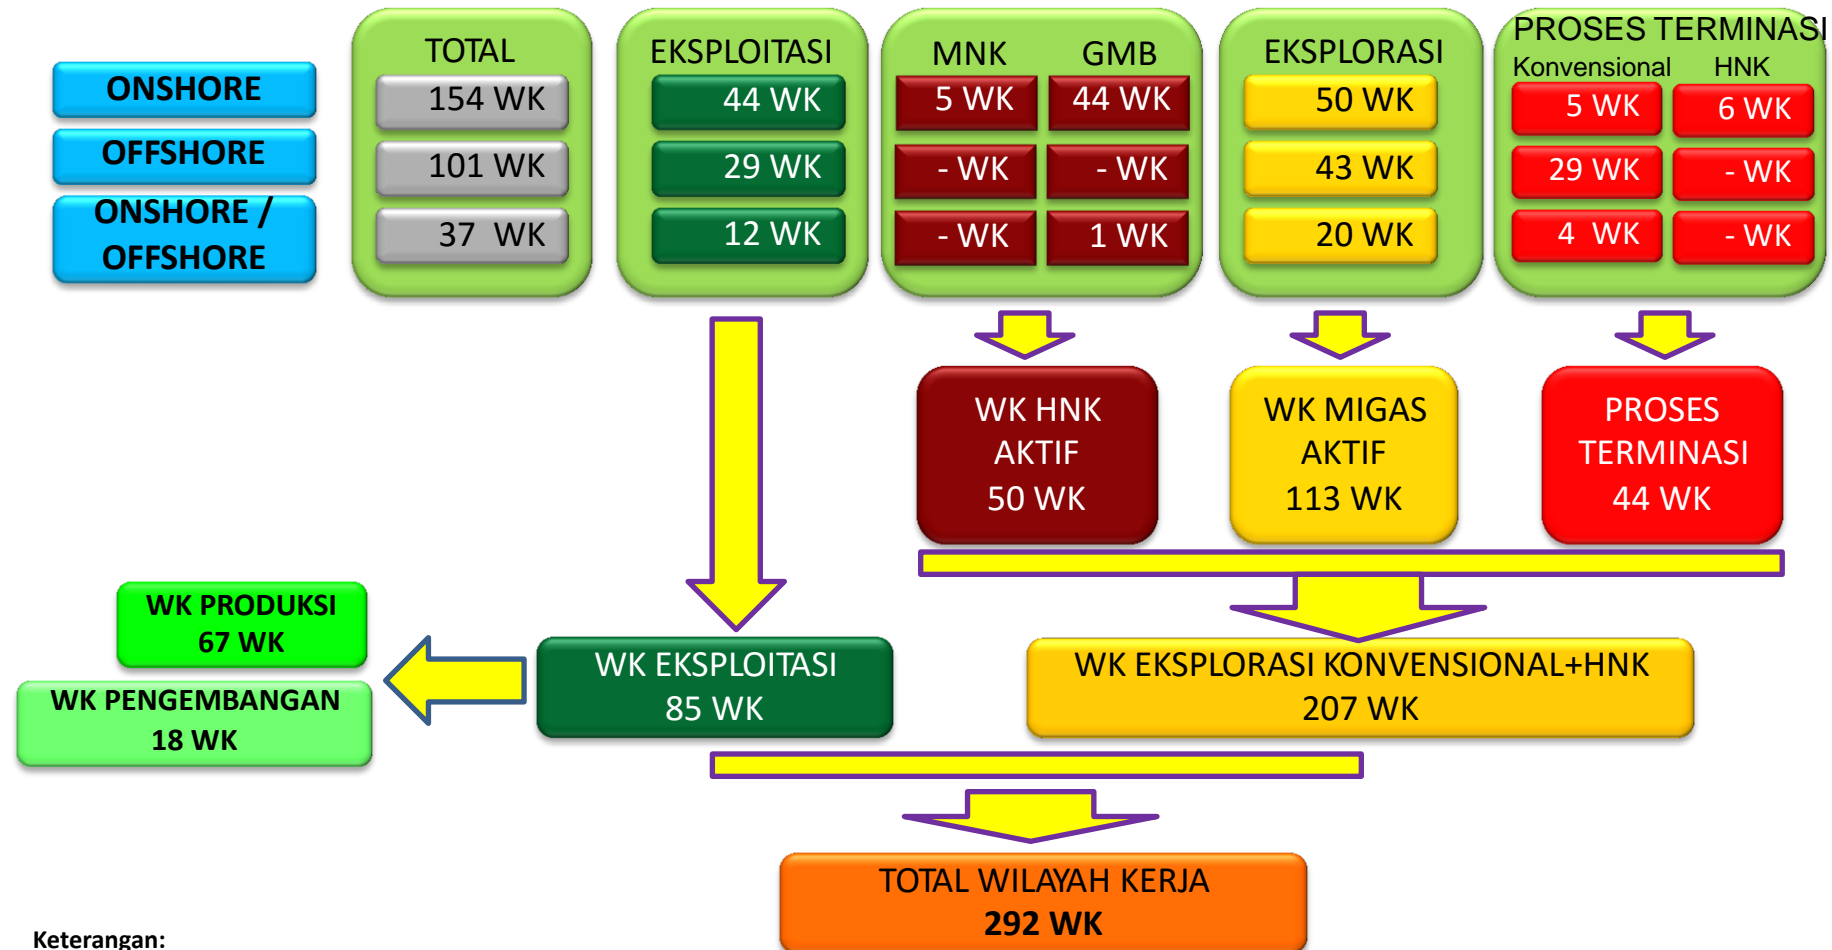 TOTAL
EKSPLOITASI
MNK GMB
EKSPLORASI
PROSES TERMINASI
Konvensional HNK
ONSHORE
154 WK
44 WK
5 WK
44 WK
50 WK
5 WK
6 WK
OFFSHORE
101 WK
29 WK
- WK
- WK
43 WK
29 WK
- WK
ONSHORE /
OFFSHORE
37 WK
12 WK
- WK
1 WK
20 WK
4 WK
- WK
WK HNK
AKTIF
50 WK
WK MIGAS
AKTIF
113 WK
PROSES
TERMINASI
44 WK
WK PRODUKSI
67 WK
WK PENGEMBANGAN
18 WK
WK EKSPLOITASI
85 WK
WK EKSPLORASI KONVENSIONAL+HNK
207 WK
TOTAL WILAYAH KERJA
292 WK
Keterangan: